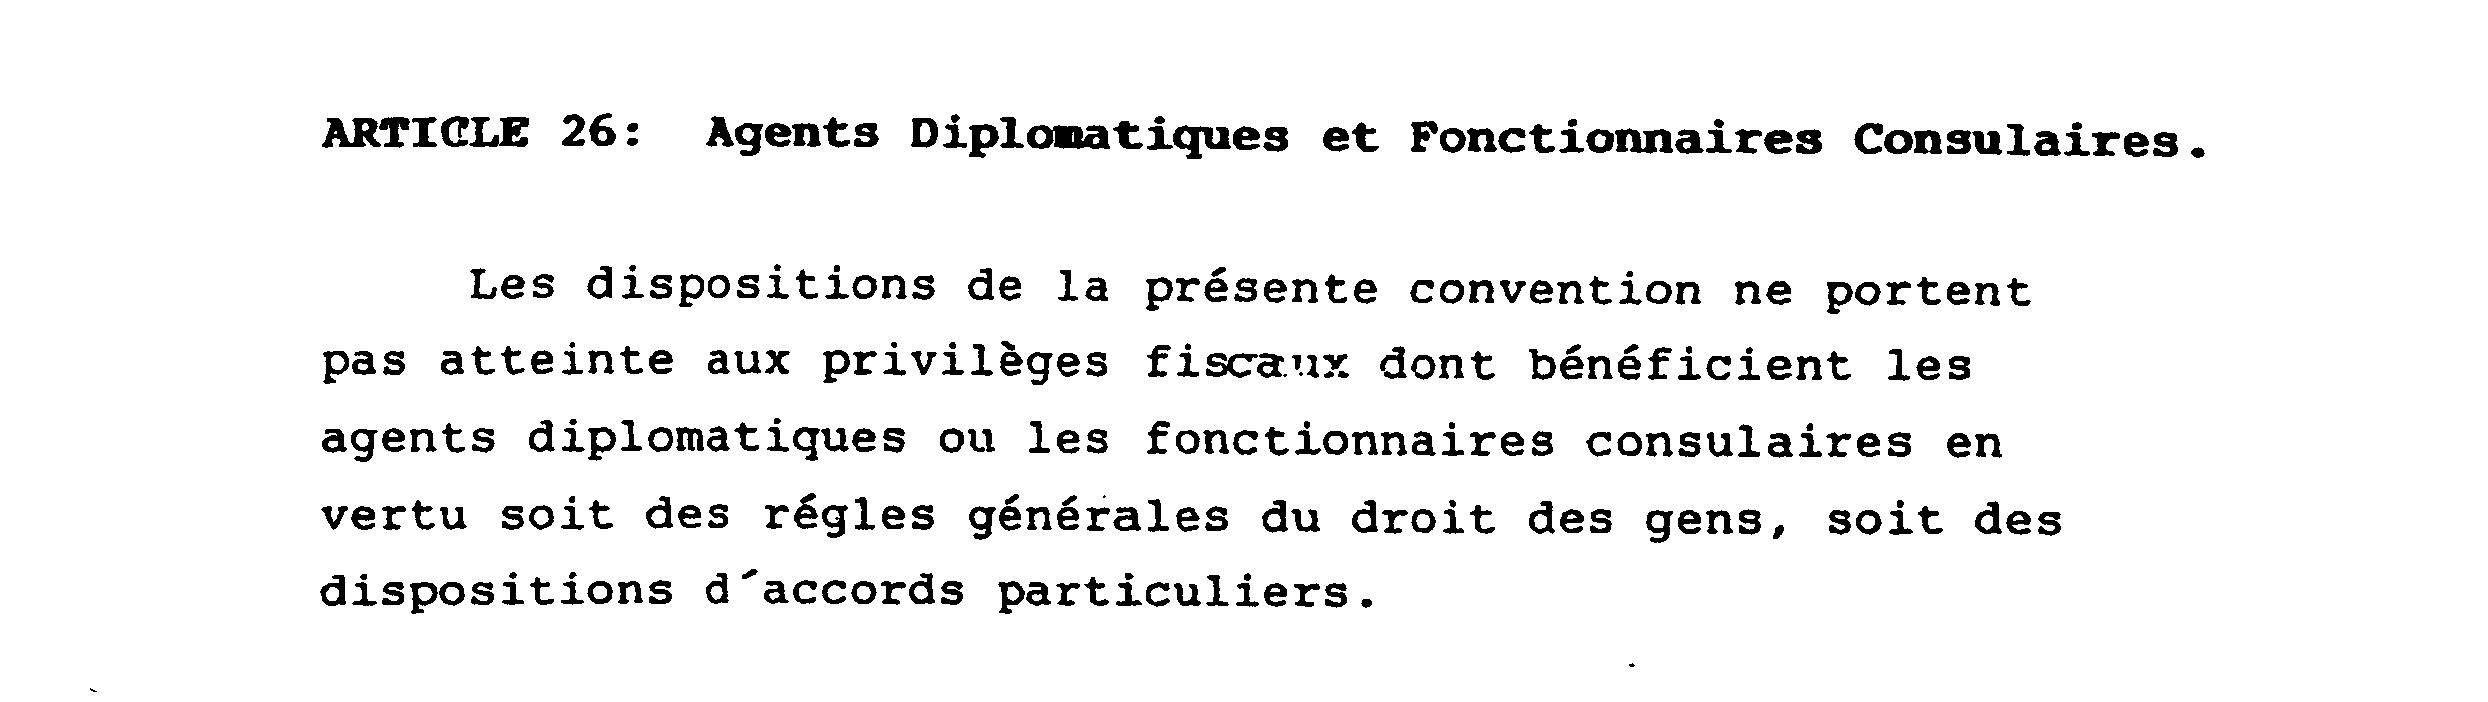 ARTICLE 26: Agents Diplomatiques et Fonctionnaires Consulaires.
Les dispositions de la présente convention ne portent
pas atteinte aux privilèges fiscaux dont bénéficient les
agents diplomatiques ou les fonctionnaires consulaires en
vertu soit des régles générales du droit des gens, soit des
dispositions d´accords particuliers.